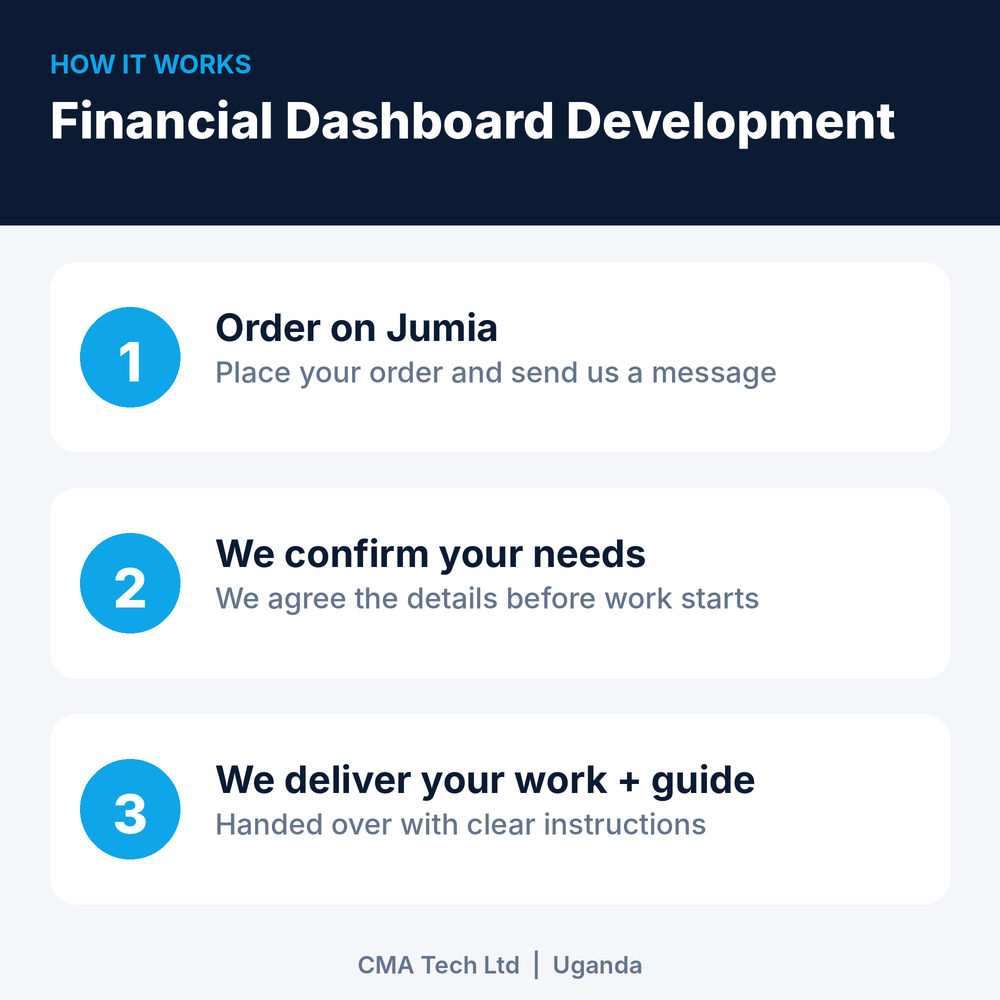 HOW IT WORKS
Financial Dashboard Development
1
Order on Jumia
Place your order and send us a message
2
We confirm your needs
We agree the details before work starts
3
We deliver your work + guide
Handed over with clear instructions
CMA Tech Ltd | Uganda